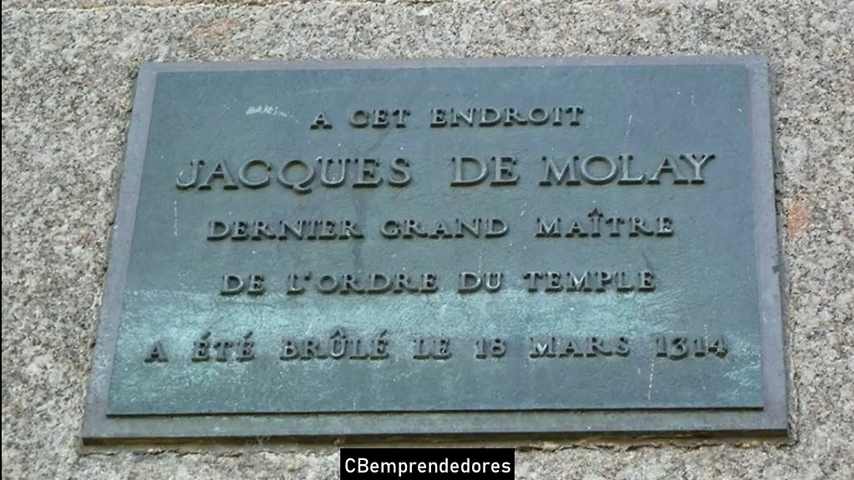 A CET ENDROIT
JACQUES DE MOLAY
DERNIER GRAND MAÎTRE
DE L'ORDRE DU TEMPLE
A ÉTÉ BRÛLÉ LE 18 MARS 1314
CBemprendedores